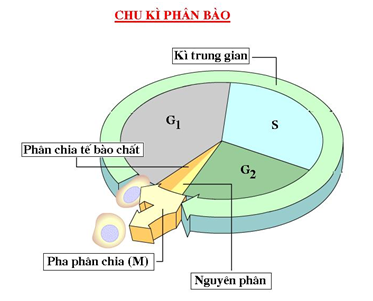 CHU KÌ PHÂN BÀO
Kì trung gian
G1
S
Phân chia tế bào chất
G2
Pha phân chia (M)
Nguyên phân